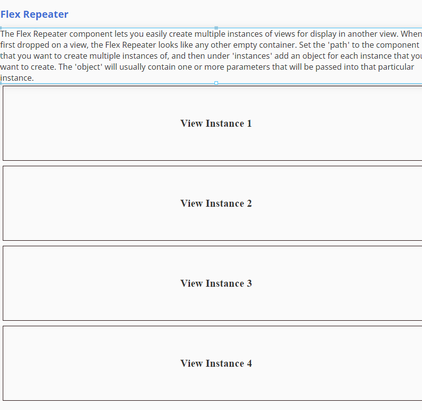 Flex Repeater
The Flex Repeater component lets you easily create multiple instances of views for display in another view. When
first dropped on a view, the Flex Repeater looks like any other empty container. Set the 'path' to the component
that you want to create multiples instances of, and then under 'instances' add an object for each instance that you
want to create. The 'object' will usually contain one or more parameters that will be passed into that particular
instance.
View Instance 1
View Instance 2
View Instance 3
View Instance 4